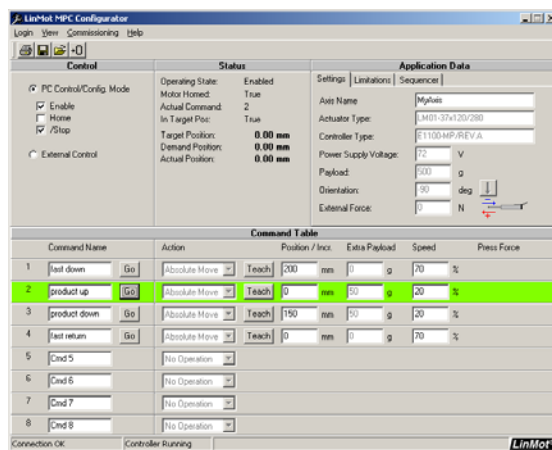 LinMot MPC Configurator
Login View Commissioning Help
Control
PC Control/Config. Mode
Enable
Home
/Stop
External Control
Status
Operating State: Enabled
Motor Homed: True
Actual Command: 2
In Target Pos: True
Target Position: 0.00 mm
Demand Position: 0.00 mm
Actual Position: 0.00 mm
Application Data
Settings Limitations Sequencer
Axis Name MyAxis
Actuator Type: LM01-37x120/280
Controller Type: E1100-MP/REV.A
Power Supply Voltage: 72 V
Payload: 500 g
Orientation: -90 deg
External Force: 0 N
Command Table
Command Name Action Position / Incr. Extra Payload Speed Press Force
1 fast down Go Absolute Move Teach 200 mm 0 g 70 %
2 product up Go Absolute Move Teach 0 mm 50 g 20 %
3 product down Go Absolute Move Teach 150 mm 50 g 20 %
4 fast return Go Absolute Move Teach 0 mm 0 g 70 %
5 Cmd 5 No Operation
6 Cmd 6 No Operation
7 Cmd 7 No Operation
8 Cmd 8 No Operation
Connection OK Controller Running LinMot